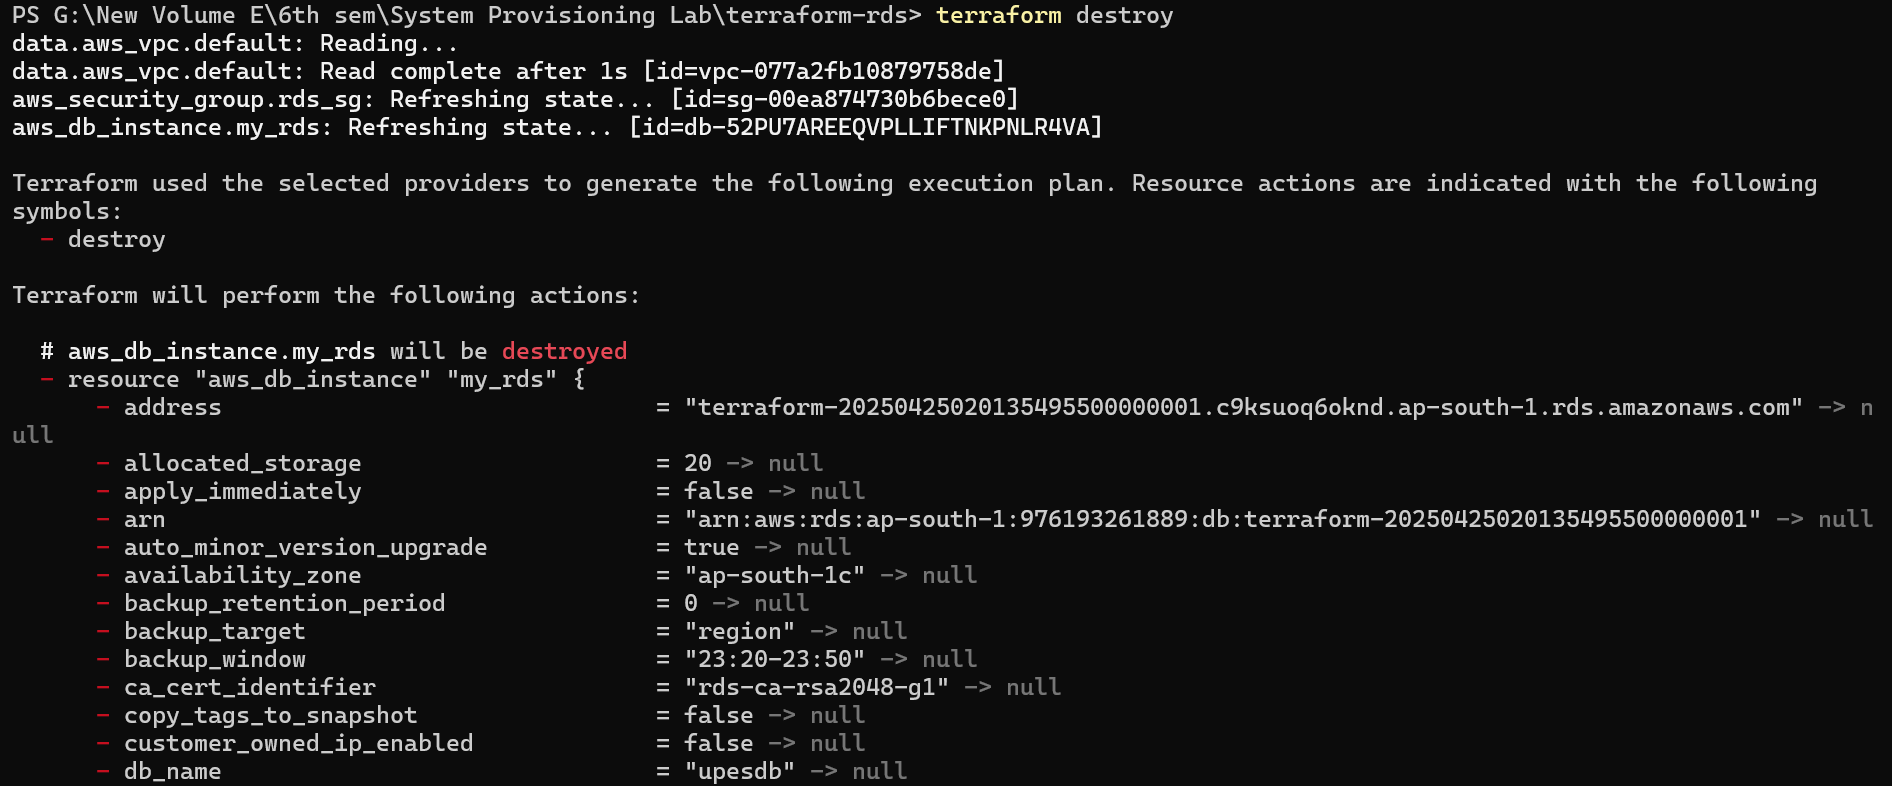 PS G:\New Volume E\6th sem\System Provisioning Lab\terraform-rds> terraform destroy
data.aws_vpc.default: Reading...
data.aws_vpc.default: Read complete after 1s [id=vpc-077a2fb10879758de]
aws_security_group.rds_sg: Refreshing state... [id=sg-00ea874730b6bece0]
aws_db_instance.my_rds: Refreshing state... [id=db-52PU7AREEQVPLLIFTNKPNLR4VA]

Terraform used the selected providers to generate the following execution plan. Resource actions are indicated with the following
symbols:
  - destroy

Terraform will perform the following actions:

  # aws_db_instance.my_rds will be destroyed
  - resource "aws_db_instance" "my_rds" {
      - address                               = "terraform-20250425020135495500000001.c9ksuoq6oknd.ap-south-1.rds.amazonaws.com" -> n
ull
      - allocated_storage                     = 20 -> null
      - apply_immediately                     = false -> null
      - arn                                   = "arn:aws:rds:ap-south-1:976193261889:db:terraform-20250425020135495500000001" -> null
      - auto_minor_version_upgrade            = true -> null
      - availability_zone                     = "ap-south-1c" -> null
      - backup_retention_period               = 0 -> null
      - backup_target                         = "region" -> null
      - backup_window                         = "23:20-23:50" -> null
      - ca_cert_identifier                    = "rds-ca-rsa2048-g1" -> null
      - copy_tags_to_snapshot                 = false -> null
      - customer_owned_ip_enabled             = false -> null
      - db_name                               = "upesdb" -> null